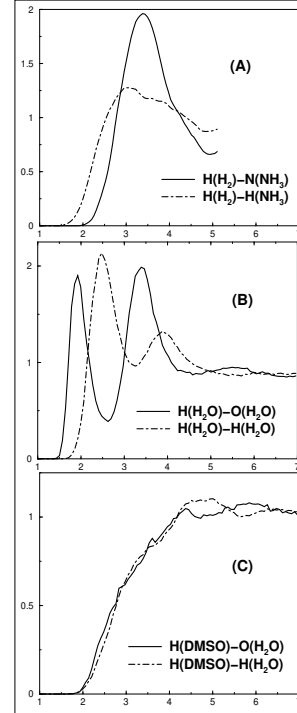 2
(A)
1.5
1
0.5
H(H₂)−N(NH₃)
H(H₂)−H(NH₃)
0
1 2 3 4 5 6
2
(B)
1
H(H₂O)−O(H₂O)
H(H₂O)−H(H₂O)
0
1 2 3 4 5 6 7
1
(C)
0.5
H(DMSO)−O(H₂O)
H(DMSO)−H(H₂O)
0
1 2 3 4 5 6 7